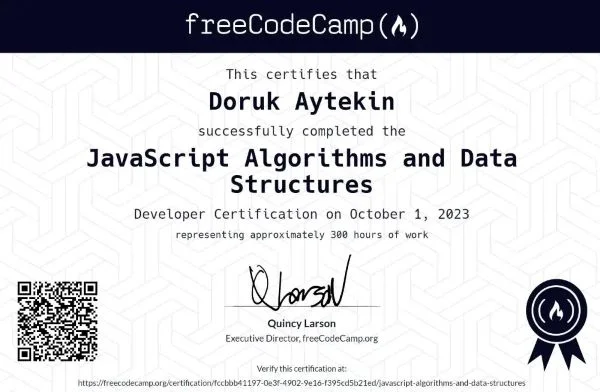 freeCodeCamp
This certifies that
Doruk Aytekin
successfully completed the
JavaScript Algorithms and Data
Structures
Developer Certification on October 1, 2023
representing approximately 300 hours of work
QLarson
Quincy Larson
Executive Director, freeCodeCamp.org
Verify this certification at:
https://freecodecamp.org/certification/fccbbb41197-0e3f-4902-9e16-f395cd5b21ed/javascript-algorithms-and-data-structures